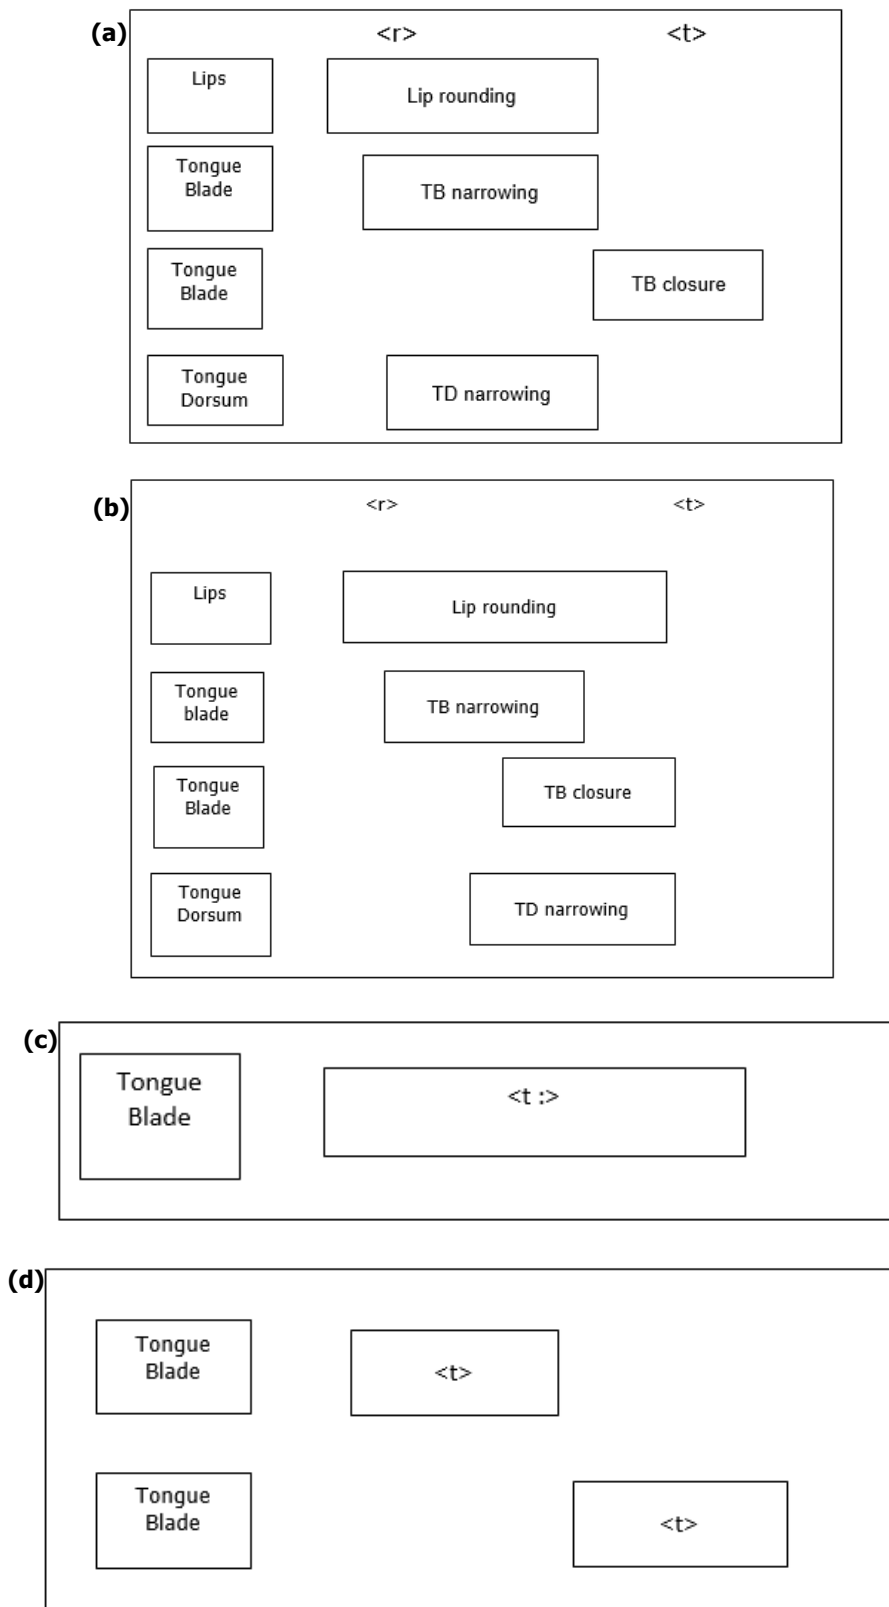 (a)
<r> <t>
Lips
Lip rounding
Tongue
Blade
TB narrowing
Tongue
Blade
TB closure
Tongue
Dorsum
TD narrowing
(b)
<r> <t>
Lips
Lip rounding
Tongue
blade
TB narrowing
Tongue
Blade
TB closure
Tongue
Dorsum
TD narrowing
(c)
Tongue
Blade
<t :>
(d)
Tongue
Blade
<t>
Tongue
Blade
<t>